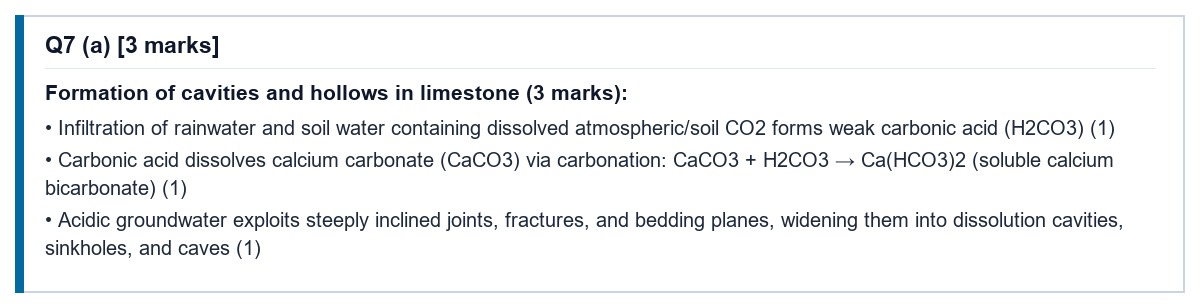 Q7 (a) [3 marks]
Formation of cavities and hollows in limestone (3 marks):
• Infiltration of rainwater and soil water containing dissolved atmospheric/soil CO2 forms weak carbonic acid (H2CO3) (1)
• Carbonic acid dissolves calcium carbonate (CaCO3) via carbonation: CaCO3 + H2CO3 → Ca(HCO3)2 (soluble calcium
bicarbonate) (1)
• Acidic groundwater exploits steeply inclined joints, fractures, and bedding planes, widening them into dissolution cavities,
sinkholes, and caves (1)